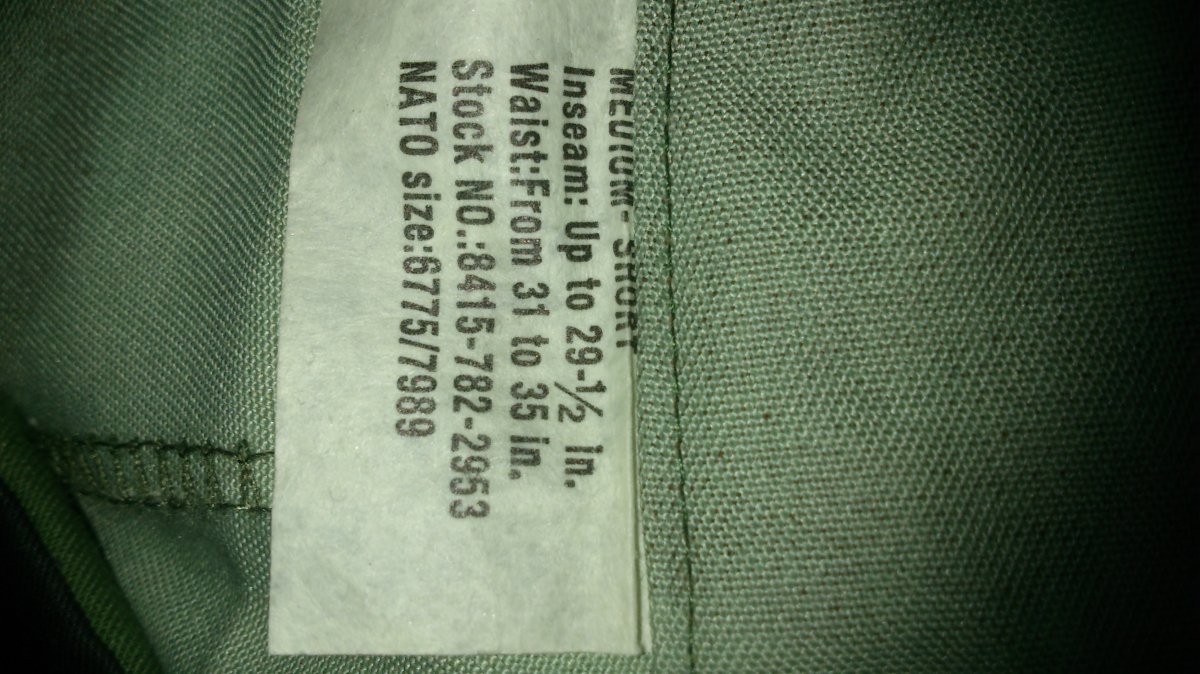 MEDIUM-SHORT
Inseam: Up to 29-½ in.
Waist:From 31 to 35 in.
Stock NO.:8415-782-2953
NATO size:6775/7989